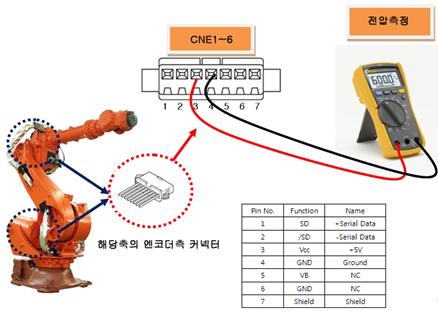 CNE1~6
전압측정
600.0
1 2 3 4 5 6 7
해당축의 엔코더측 커넥터
Pin No. Function Name
1 SD +Serial Data
2 /SD -Serial Data
3 Vcc +5V
4 GND Ground
5 VB NC
6 GND NC
7 Shield Shield